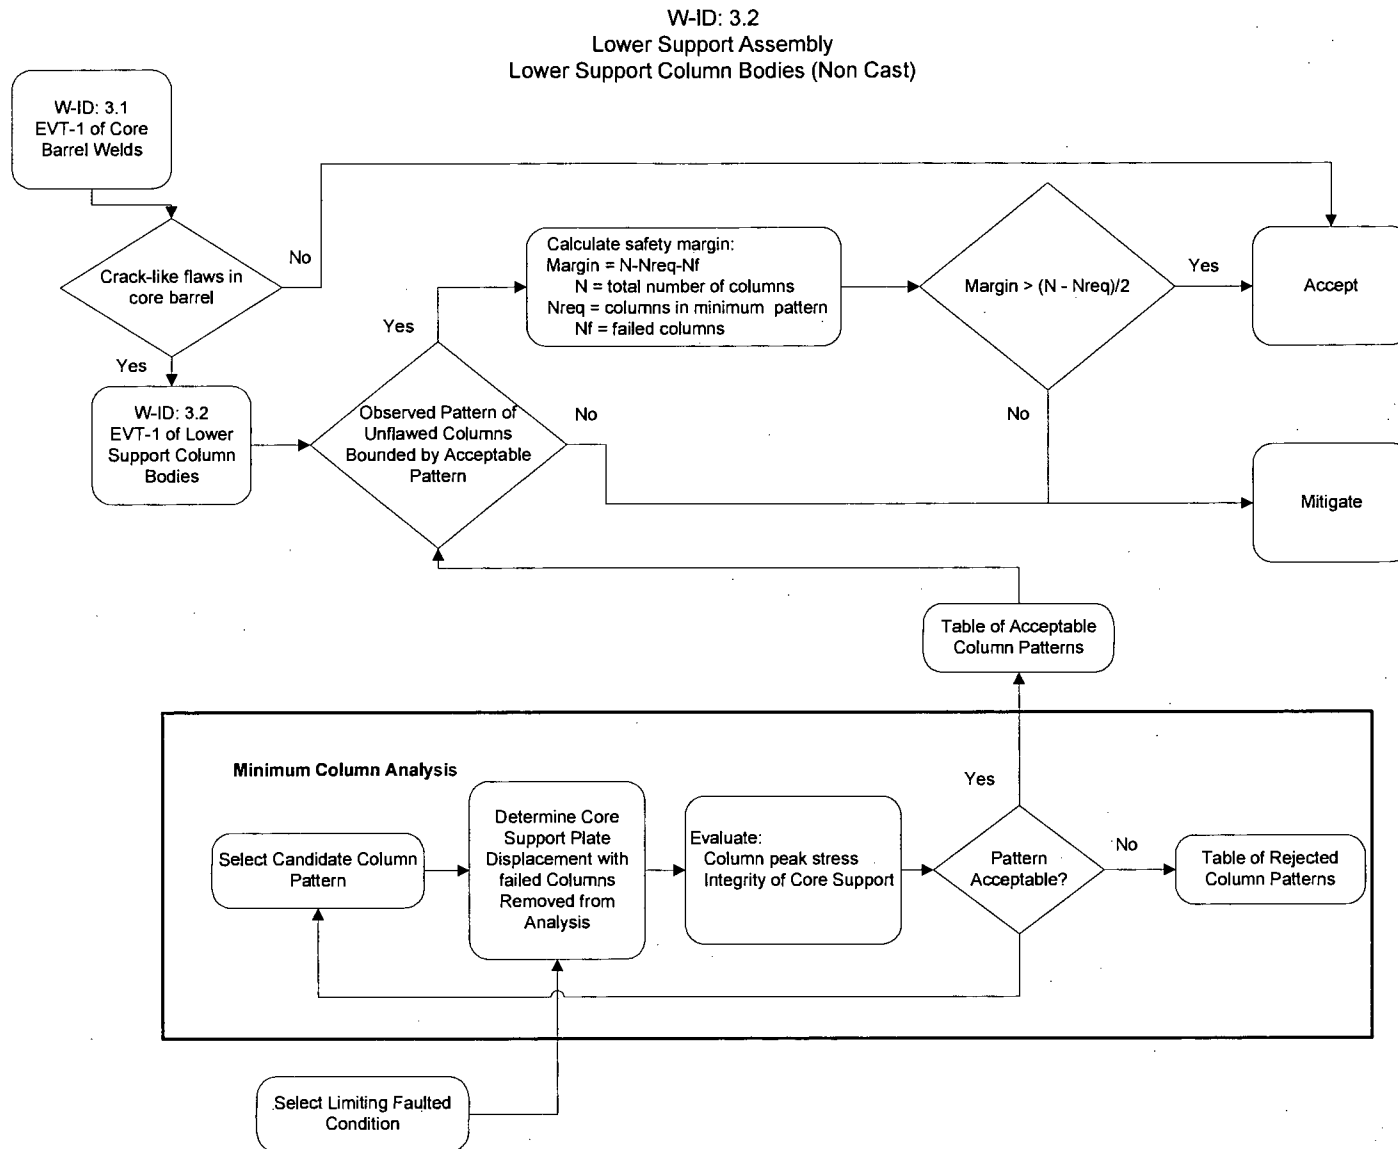 W-ID: 3.2
Lower Support Assembly
Lower Support Column Bodies (Non Cast)
W-ID: 3.1
EVT-1 of Core
Barrel Welds
Crack-like flaws in
core barrel
No
Yes
W-ID: 3.2
EVT-1 of Lower
Support Column
Bodies
Observed Pattern of
Unflawed Columns
Bounded by Acceptable
Pattern
Yes
No
Calculate safety margin:
Margin = N-Nreq-Nf
N = total number of columns
Nreq = columns in minimum pattern
Nf = failed columns
Margin > (N - Nreq)/2
Yes
No
Accept
Mitigate
Table of Acceptable
Column Patterns
Minimum Column Analysis
Select Candidate Column
Pattern
Determine Core
Support Plate
Displacement with
failed Columns
Removed from
Analysis
Evaluate:
Column peak stress
Integrity of Core Support
Pattern
Acceptable?
Yes
No
Table of Rejected
Column Patterns
Select Limiting Faulted
Condition